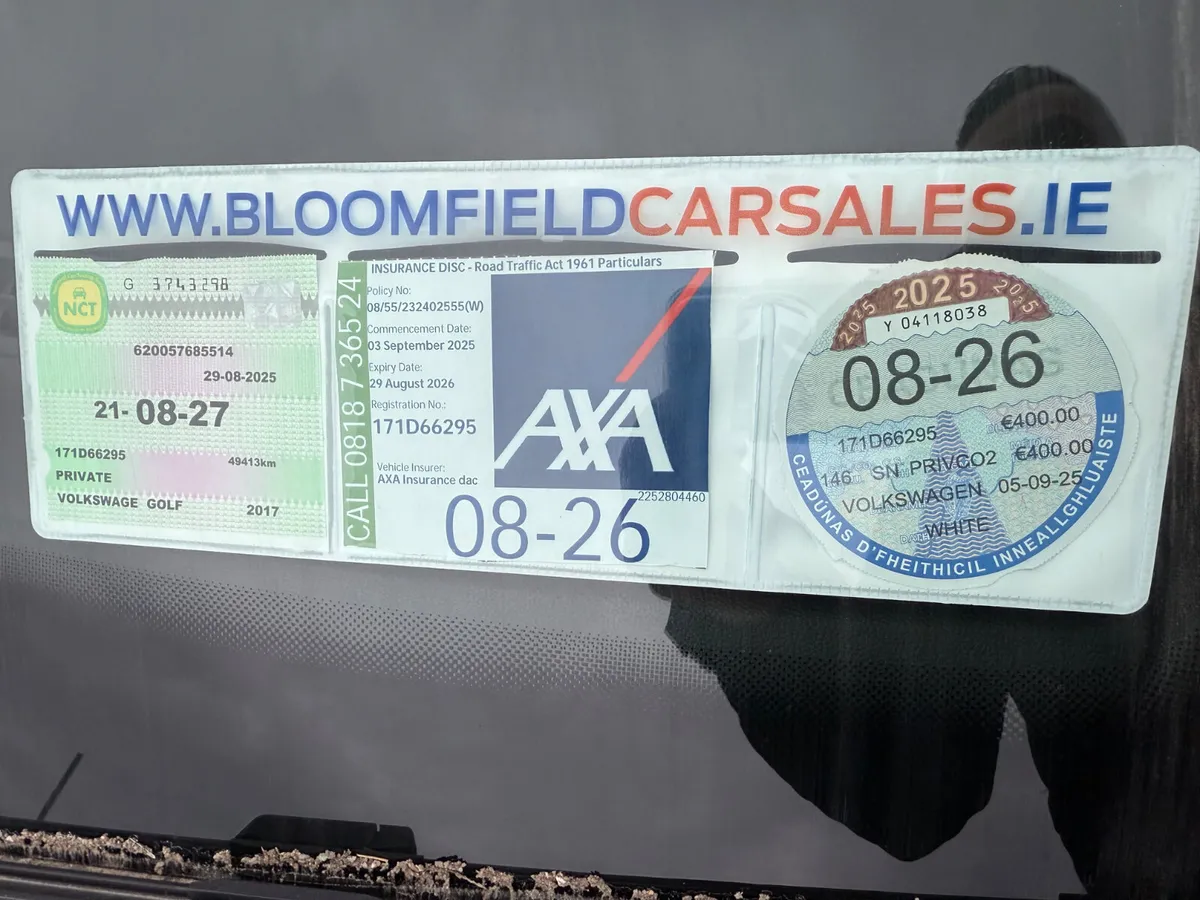 WWW.BLOOMFIELDCARSALES.IE
NCT
G 3743298
620057685514
29-08-2025
21- 08-27
171D66295
49413km
PRIVATE
VOLKSWAGE GOLF
2017
CALL 0818 7 365 24
INSURANCE DISC - Road Traffic Act 1961 Particulars
Policy No:
08/55/232402555(W)
Commencement Date:
03 September 2025
Expiry Date:
29 August 2026
Registration No.:
171D66295
Vehicle Insurer:
AXA Insurance dac
AXA
2252804460
08-26
2025 2025 2025
Y 04118038
08-26
171D66295 €400.00
146 SN PRIVCO2 €400.00
VOLKSWAGEN 05-09-25
WHITE
CEADUNAS D'FHEITHICIL INNEALLGHLUAISTE